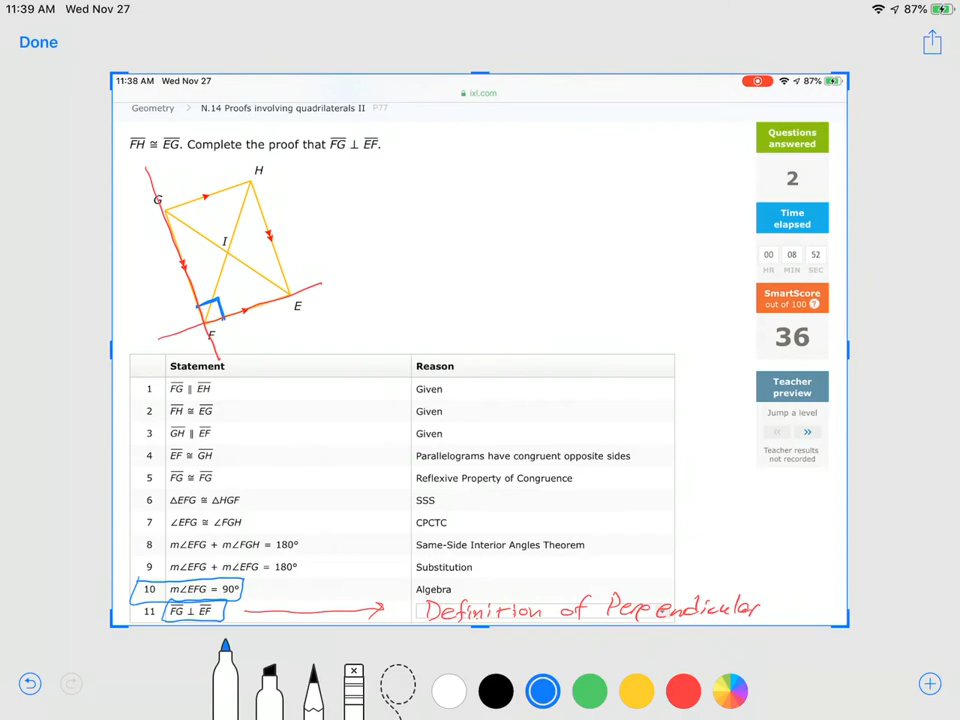 11:39 AM Wed Nov 27 87%
Done
11:38 AM Wed Nov 27 87%
ixl.com
Geometry > N.14 Proofs involving quadrilaterals II P77
FH ≅ EG. Complete the proof that FG ⊥ EF.
G
H
I
E
F
Statement Reason
1 FG ∥ EH Given
2 FH ≅ EG Given
3 GH ∥ EF Given
4 EF ≅ GH Parallelograms have congruent opposite sides
5 FG ≅ FG Reflexive Property of Congruence
6 △EFG ≅ △HGF SSS
7 ∠EFG ≅ ∠FGH CPCTC
8 m∠EFG + m∠FGH = 180° Same-Side Interior Angles Theorem
9 m∠EFG + m∠EFG = 180° Substitution
10 m∠EFG = 90° Algebra
11 FG ⊥ EF Definition of Perpendicular
Questions
answered
2
Time
elapsed
00 08 52
HR MIN SEC
SmartScore
out of 100 ?
36
Teacher
preview
Jump a level
« »
Teacher results
not recorded